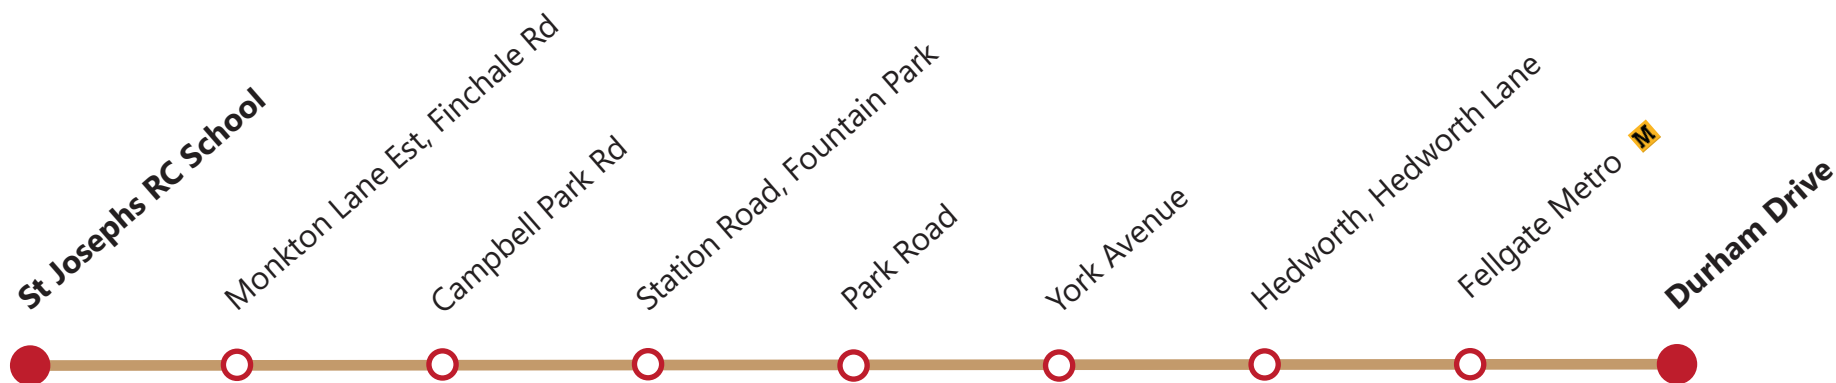 St Josephs RC School
Monkton Lane Est, Finchale Rd
Campbell Park Rd
Station Road, Fountain Park
Park Road
York Avenue
Hedworth, Hedworth Lane
Fellgate Metro M
Durham Drive